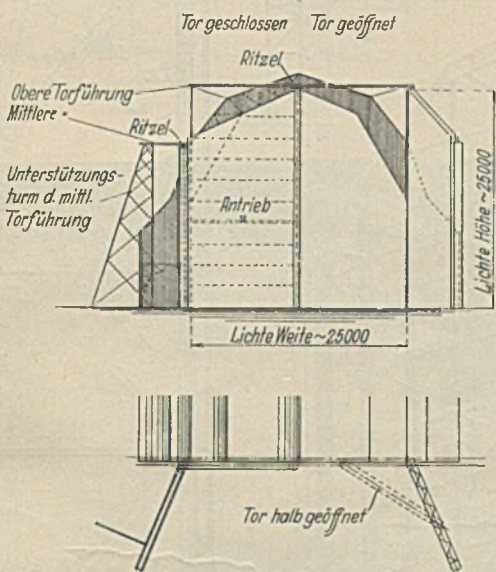 Tor geschlossen Tor geöffnet
Ritzel
Obere Torführung
Mittlere "
Ritzel
Unterstützungs-
turm d. mittl.
Torführung
Antrieb
Lichte Höhe ~25000
Lichte Weite ~25000
Tor halb geöffnet